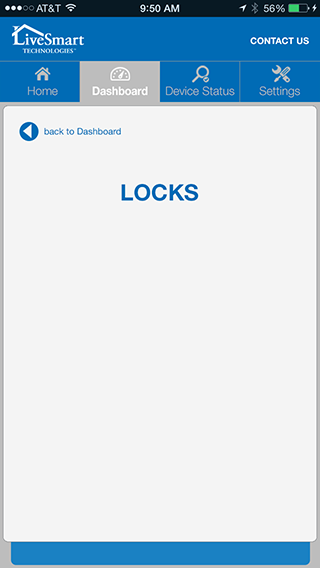 AT&T 9:50 AM 56%
LiveSmart
TECHNOLOGIES™
CONTACT US
Home Dashboard Device Status Settings
back to Dashboard
LOCKS